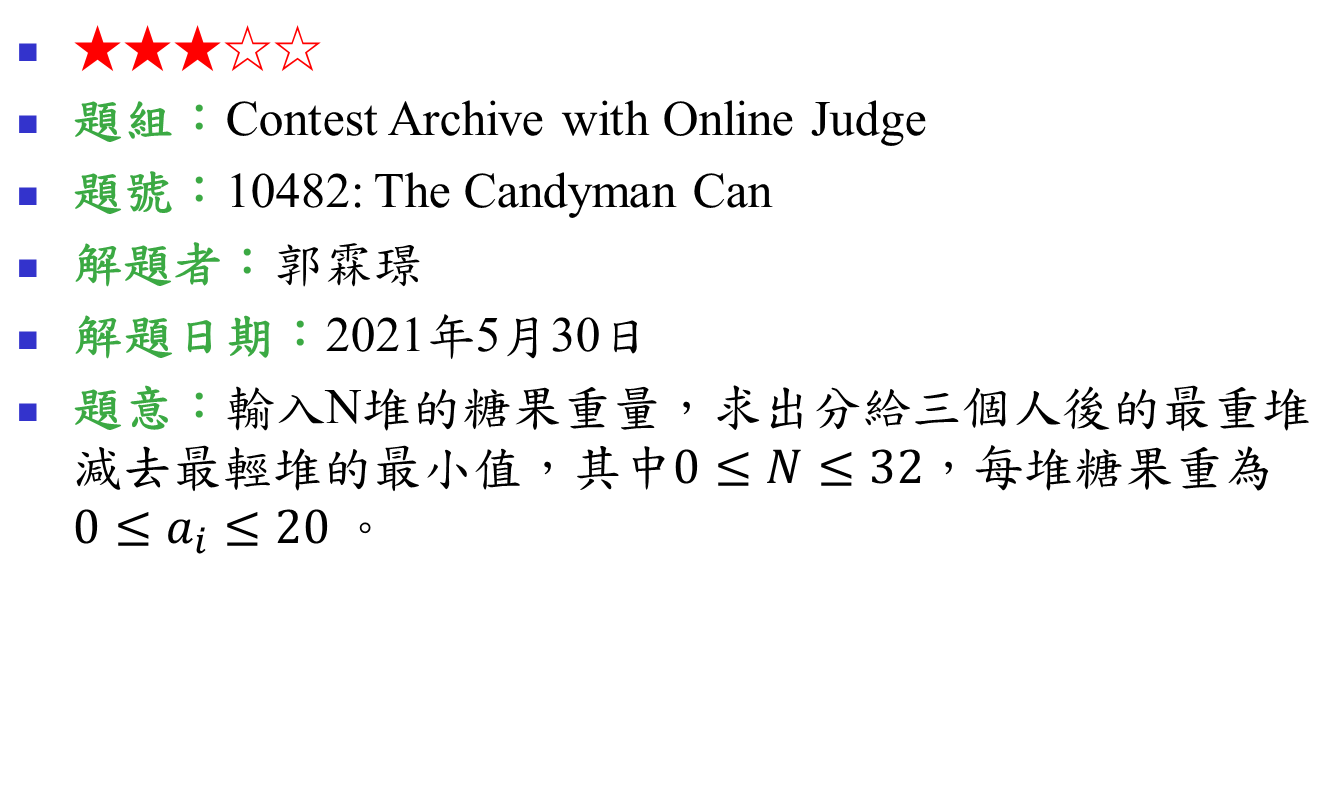 ★★★☆☆
題組：Contest Archive with Online Judge
題號：10482: The Candyman Can
解題者：郭霖璟
解題日期：2021年5月30日
題意：輸入N堆的糖果重量，求出分給三個人後的最重堆
減去最輕堆的最小值，其中0 ≤ N ≤ 32，每堆糖果重為
0 ≤ aᵢ ≤ 20 。